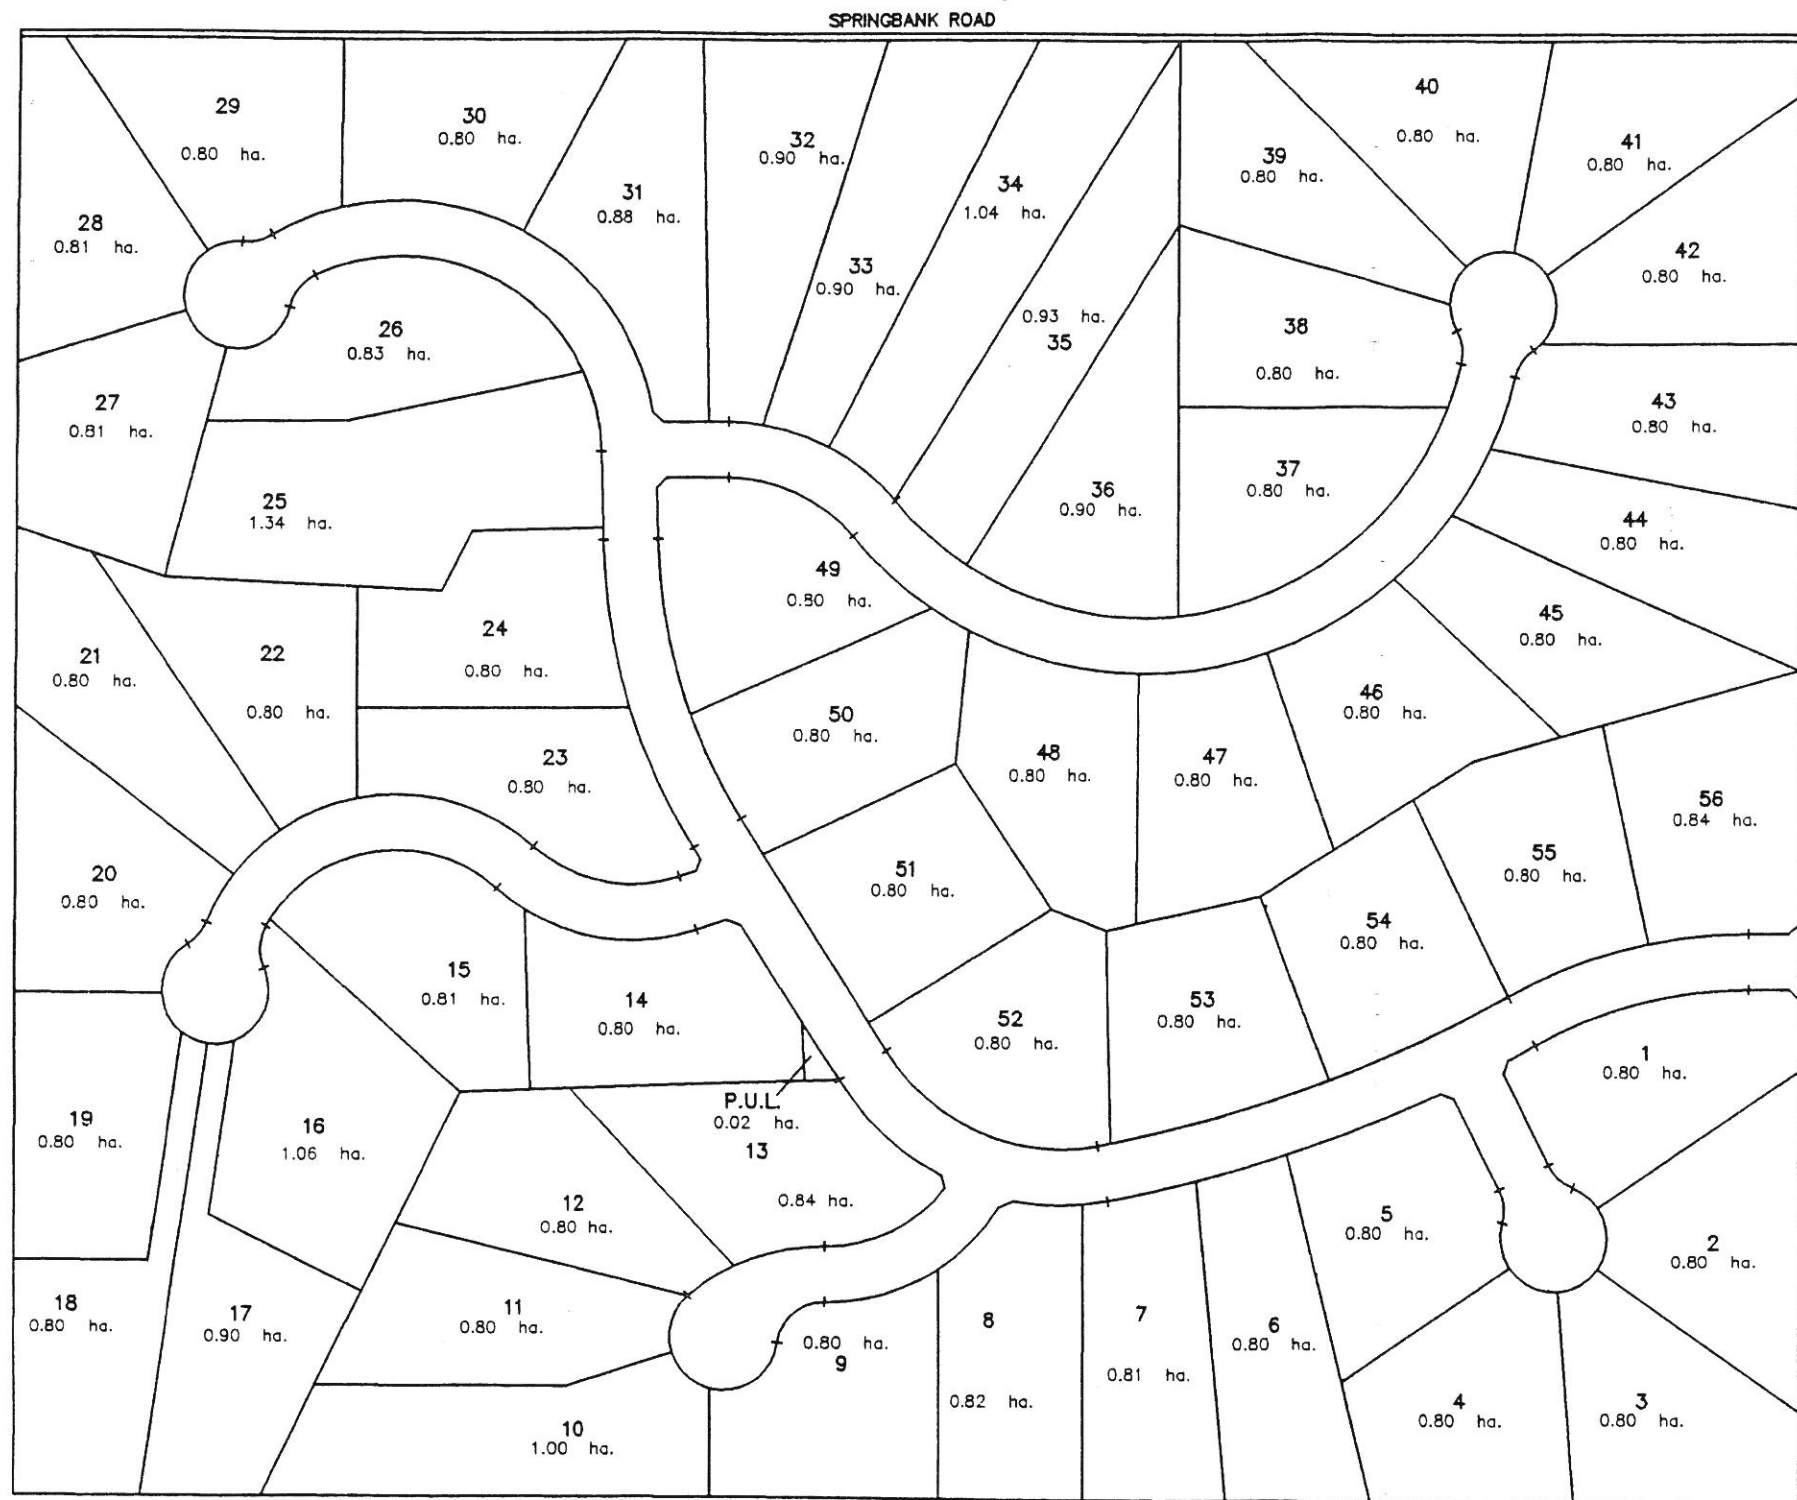 SPRINGBANK ROAD
29
0.80 ha.
30
0.80 ha.
31
0.88 ha.
32
0.90 ha.
33
0.90 ha.
34
1.04 ha.
0.93 ha.
35
36
0.90 ha.
39
0.80 ha.
40
0.80 ha.
41
0.80 ha.
42
0.80 ha.
38
0.80 ha.
37
0.80 ha.
43
0.80 ha.
44
0.80 ha.
45
0.80 ha.
46
0.80 ha.
28
0.81 ha.
26
0.83 ha.
27
0.81 ha.
25
1.34 ha.
24
0.80 ha.
21
0.80 ha.
22
0.80 ha.
23
0.80 ha.
20
0.80 ha.
49
0.80 ha.
50
0.80 ha.
48
0.80 ha.
47
0.80 ha.
51
0.80 ha.
52
0.80 ha.
53
0.80 ha.
54
0.80 ha.
55
0.80 ha.
56
0.84 ha.
15
0.81 ha.
14
0.80 ha.
P.U.L.
0.02 ha.
13
0.84 ha.
19
0.80 ha.
16
1.06 ha.
12
0.80 ha.
18
0.80 ha.
17
0.90 ha.
11
0.80 ha.
10
1.00 ha.
0.80 ha.
9
8
0.82 ha.
7
0.81 ha.
6
0.80 ha.
5
0.80 ha.
1
0.80 ha.
2
0.80 ha.
4
0.80 ha.
3
0.80 ha.